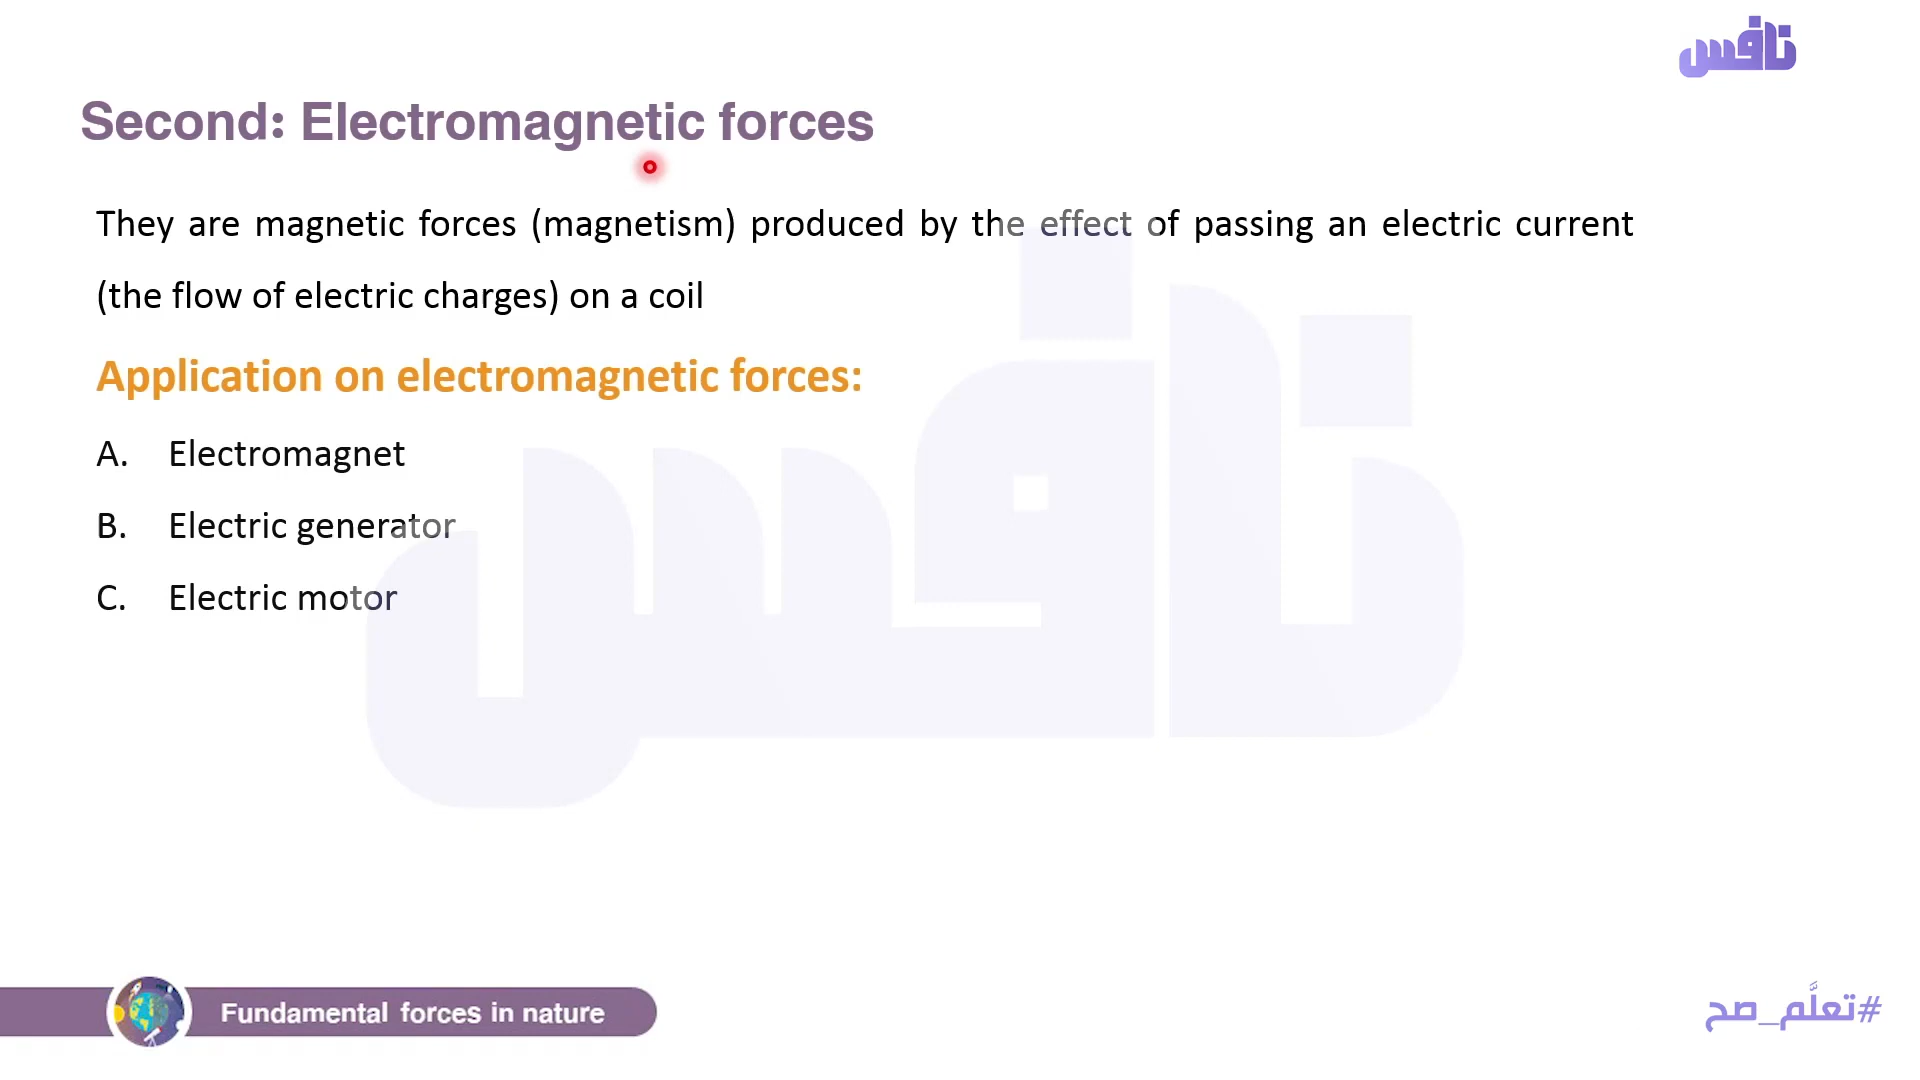 نافس
Second: Electromagnetic forces
They are magnetic forces (magnetism) produced by the effect of passing an electric current
(the flow of electric charges) on a coil
Application on electromagnetic forces:
A. Electromagnet
B. Electric generator
C. Electric motor
نافس
Fundamental forces in nature
#تعلَّم_صح